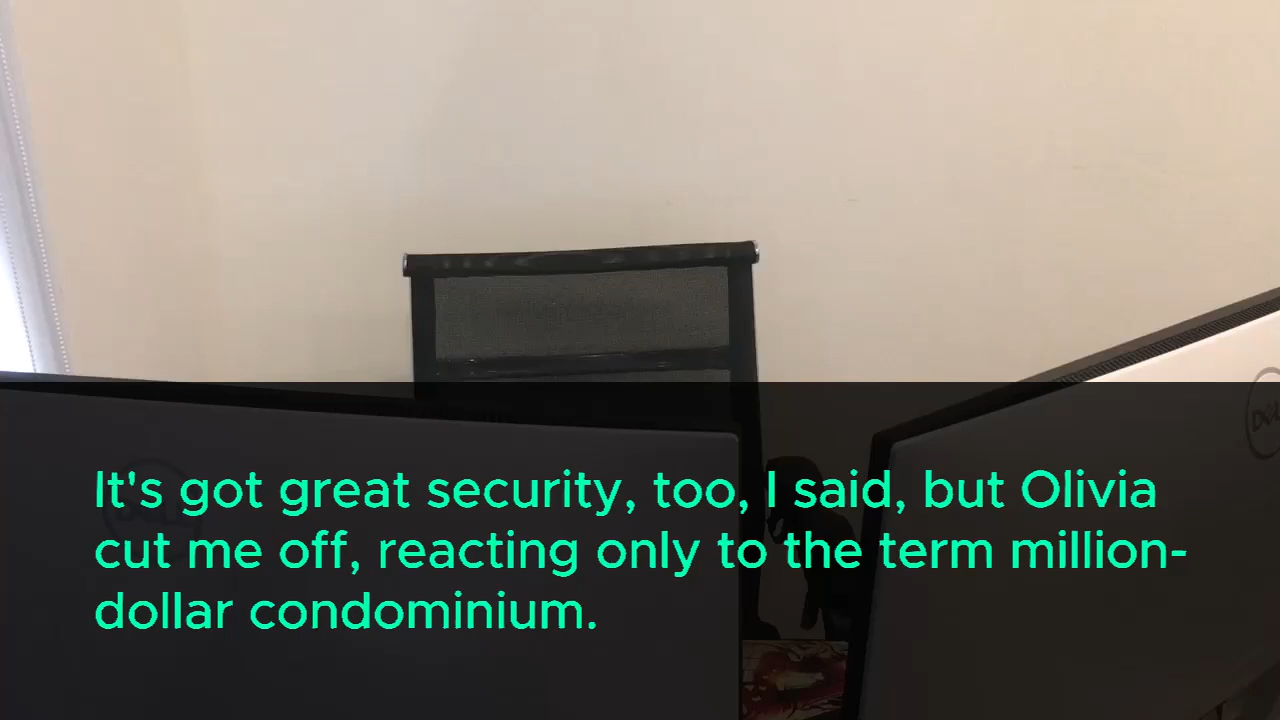 It's got great security, too, I said, but Olivia
cut me off, reacting only to the term million-
dollar condominium.
DELL